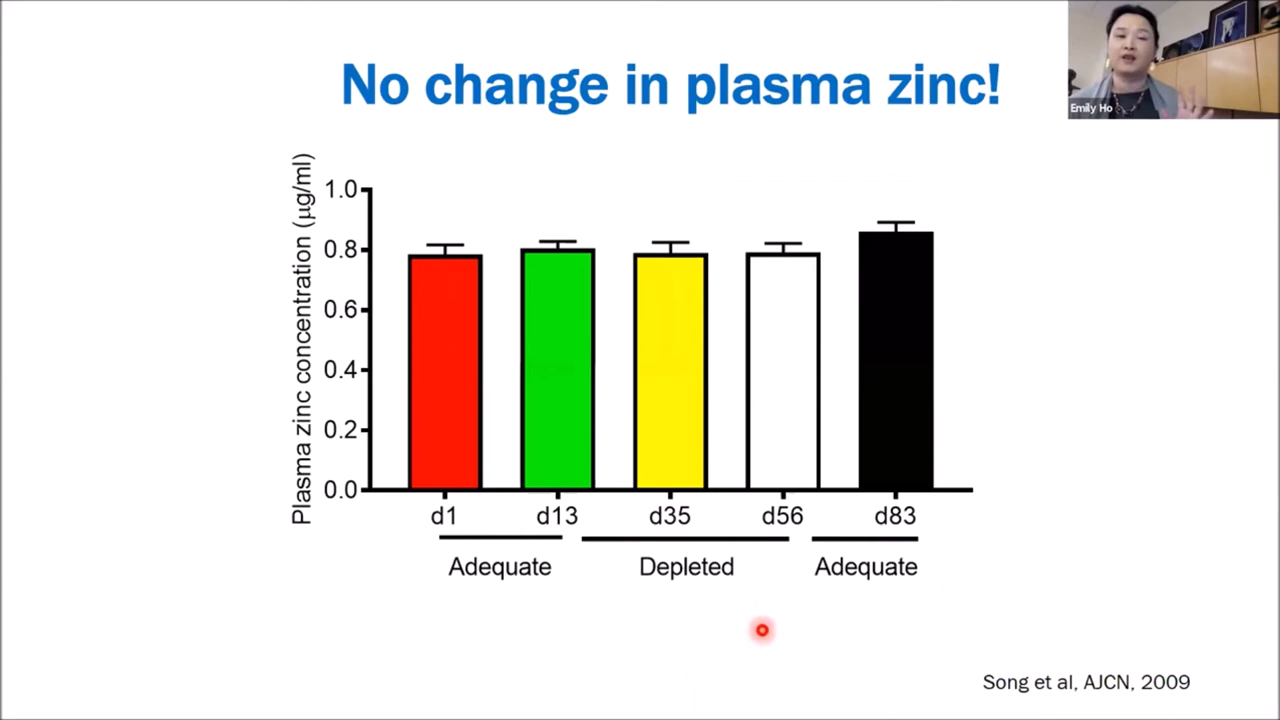 No change in plasma zinc!
Emily Ho
Plasma zinc concentration (μg/ml)
1.0
0.8
0.6
0.4
0.2
0.0
d1 d13 d35 d56 d83
Adequate Depleted Adequate
Song et al, AJCN, 2009